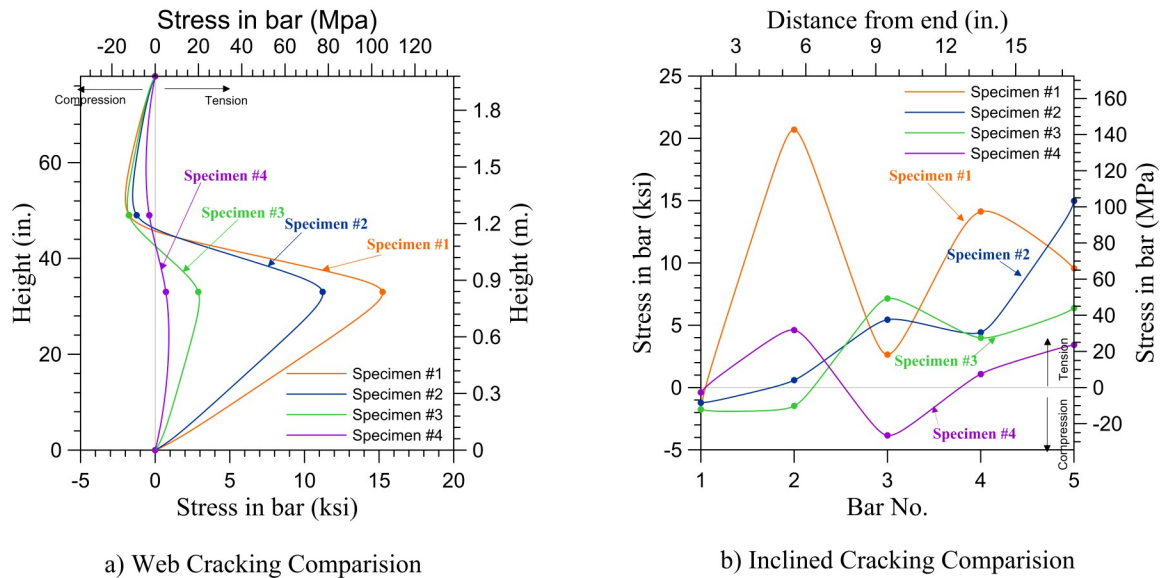 Stress in bar (Mpa)
-20 0 20 40 60 80 100 120
Compression
Tension
60
40
20
0
Height (in.)
1.8
1.5
1.2
0.9
0.6
0.3
0
Height (m.)
Specimen #4
Specimen #3
Specimen #2
Specimen #1
Specimen #1
Specimen #2
Specimen #3
Specimen #4
-5 0 5 10 15 20
Stress in bar (ksi)
a) Web Cracking Comparision
Distance from end (in.)
3 6 9 12 15
25
20
15
10
5
0
-5
Stress in bar (ksi)
160
140
120
100
80
60
40
20
0
-20
Stress in bar (MPa)
Specimen #1
Specimen #2
Specimen #3
Specimen #4
Specimen #1
Specimen #2
Specimen #3
Specimen #4
Tension
Compression
1 2 3 4 5
Bar No.
b) Inclined Cracking Comparision